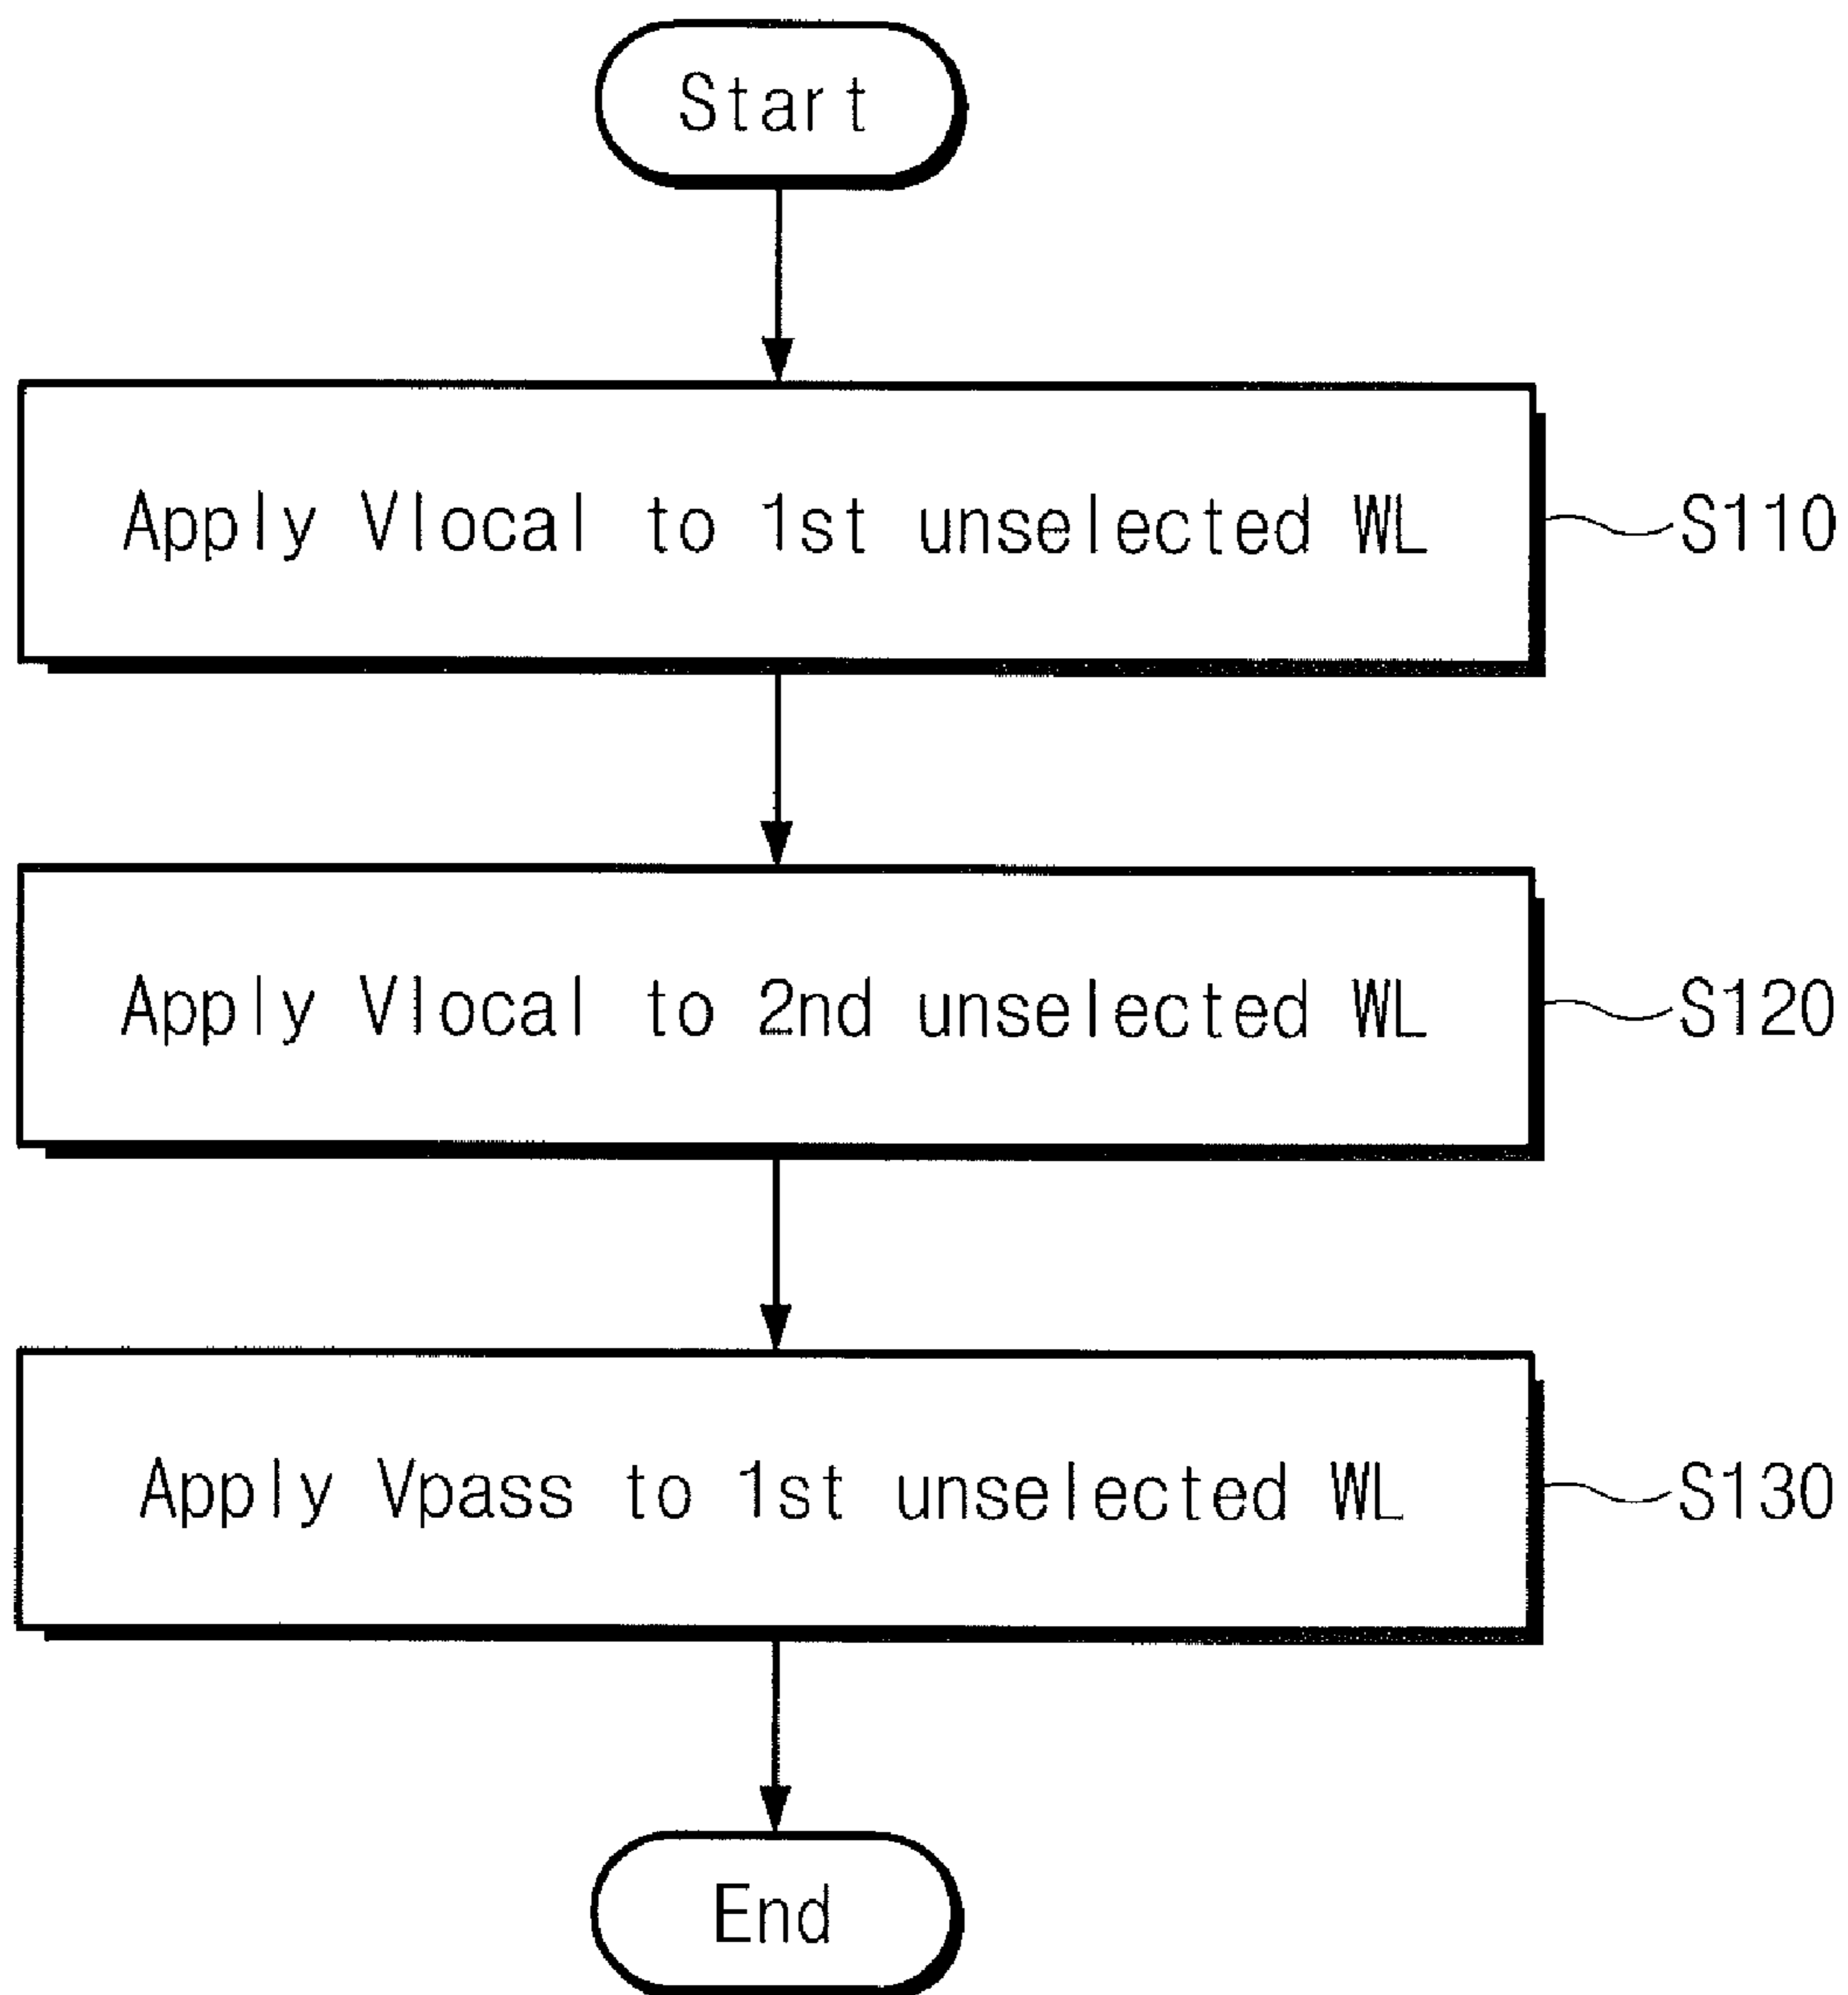 Start
Apply Vlocal to 1st unselected WL
S110
Apply Vlocal to 2nd unselected WL
S120
Apply Vpass to 1st unselected WL
S130
End